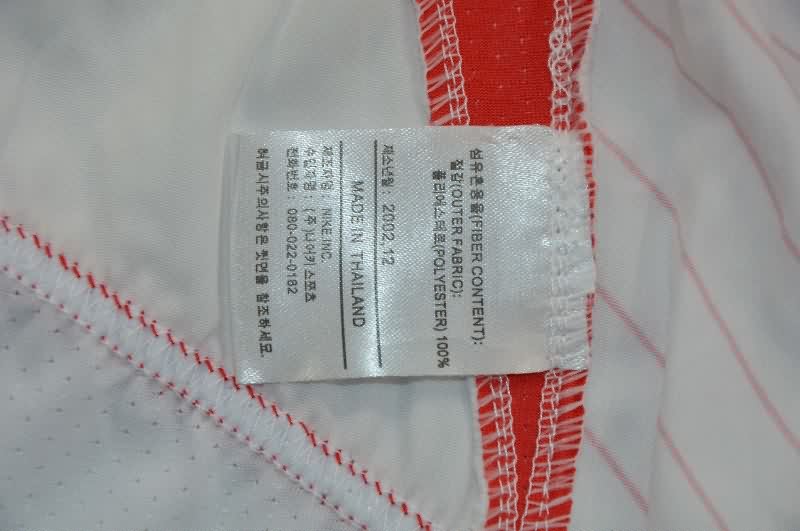 섬유혼용율(FIBER CONTENT):
겉감(OUTER FABRIC):
폴리에스테르(POLYESTER) 100%
제조년월 : 2002.12
MADE IN THAILAND
제조자명 : NIKE.INC.
수입자명 : (주)나이키스포츠
전화번호 : 080-022-0182
취급시주의사항은 뒷면을 참조하세요.